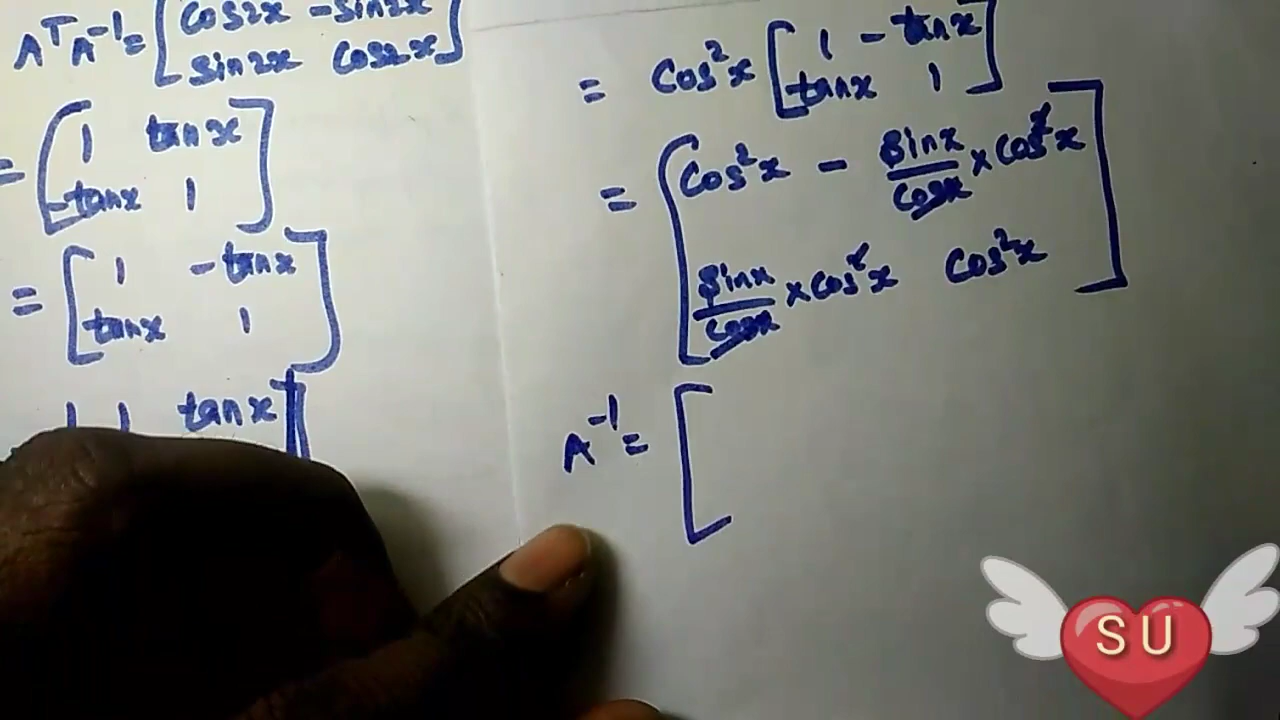 A^T A^-1 = [cos2x -sin2x
sin2x cos2x]
= [1 tanx
tanx 1]
= [1 -tanx
tanx 1]
| 1 tanx |
= cos²x [1 -tanx
tanx 1]
= [cos²x - sinx/cosx × cos²x
sinx/cosx × cos²x cos²x]
A^-1 = [
SU